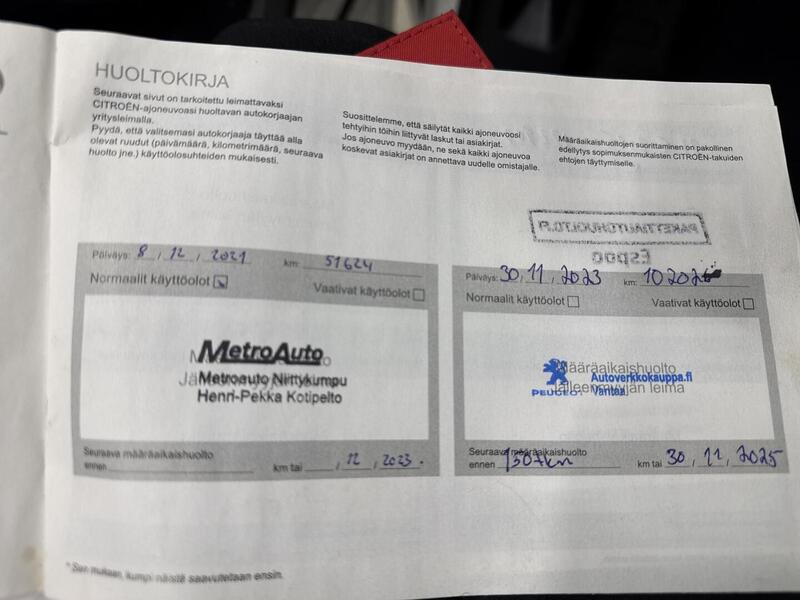 HUOLTOKIRJA
Seuraavat sivut on tarkoitettu leimattavaksi
CITROËN-ajoneuvoasi huoltavan autokorjaajan
yritysleimalla.
Pyydä, että valitsemasi autokorjaaja täyttää alla
olevat ruudut (päivämäärä, kilometrimäärä, seuraava
huolto jne.) käyttöolosuhteiden mukaisesti.
Suosittelemme, että säilytät kaikki ajoneuvoosi
tehtyihin töihin liittyvät laskut tai asiakirjat.
Jos ajoneuvo myydään, ne sekä kaikki ajoneuvoa
koskevat asiakirjat on annettava uudelle omistajalle.
Määräaikaishuoltojen suorittaminen on pakollinen
edellytys sopimuksenmukaisten CITROËN-takuiden
ehtojen täyttymiselle.
Espoo
Päiväys: 8, 12, 2021 km: 51624
Normaalit käyttöolot Vaativat käyttöolot
MetroAuto
Metroauto Niittykumpu
Henri-Pekka Kotipelto
Seuraava määräaikaishuolto
ennen km tai , 12, 2023.
Päiväys: 30, 11, 2023 km:
Normaalit käyttöolot Vaativat käyttöolot
Määräaikaishuolto
Autoverkkokauppa.fi
Jälleenmyyjän leima
PEUGEOT Vantaa
Seuraava määräaikaishuolto
ennen km tai 30, 11, 2025
* Sen mukaan, kumpi näistä saavutetaan ensin.